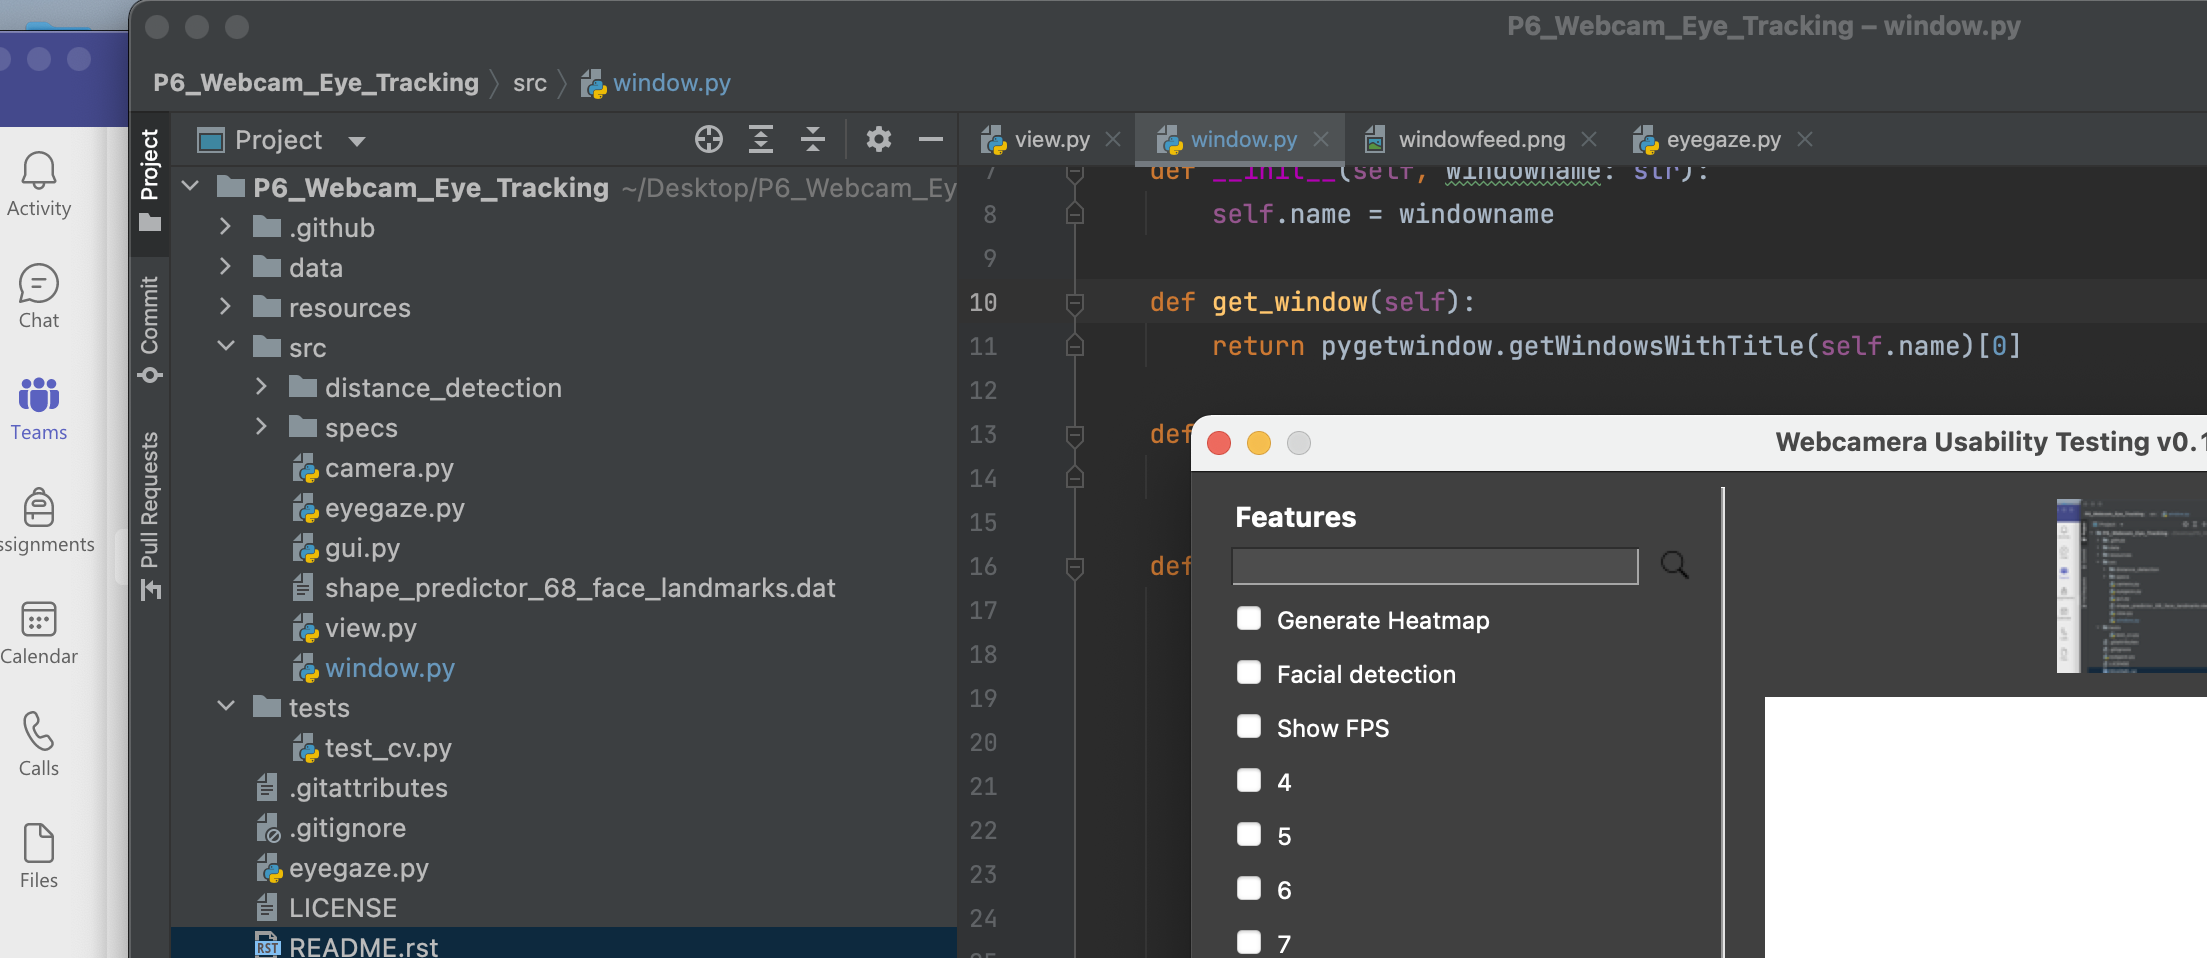 P6_Webcam_Eye_Tracking – window.py
P6_Webcam_Eye_Tracking
src
window.py
Activity
Chat
Teams
ssignments
Calendar
Calls
Files
Project
Commit
Pull Requests
Project
P6_Webcam_Eye_Tracking ~/Desktop/P6_Webcam_Ey
.github
data
resources
src
distance_detection
specs
camera.py
eyegaze.py
gui.py
shape_predictor_68_face_landmarks.dat
view.py
window.py
tests
test_cv.py
.gitattributes
.gitignore
eyegaze.py
LICENSE
README.rst
view.py
window.py
windowfeed.png
eyegaze.py
7 def __init__(self, windowname: str):
8 self.name = windowname
9
10 def get_window(self):
11 return pygetwindow.getWindowsWithTitle(self.name)[0]
12
13 def
14
15
16 def
17
18
19
20
21
22
23
24
25
Webcamera Usability Testing v0.1
Features
Generate Heatmap
Facial detection
Show FPS
4
5
6
7